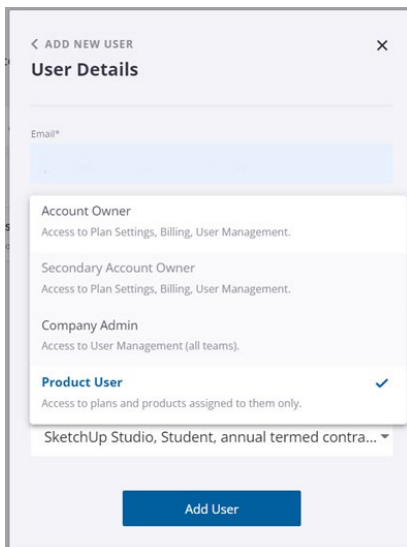 ADD NEW USER
User Details
Email*
Account Owner
Access to Plan Settings, Billing, User Management.
Secondary Account Owner
Access to Plan Settings, Billing, User Management.
Company Admin
Access to User Management (all teams).
Product User
Access to plans and products assigned to them only.
SketchUp Studio, Student, annual termed contra...
Add User